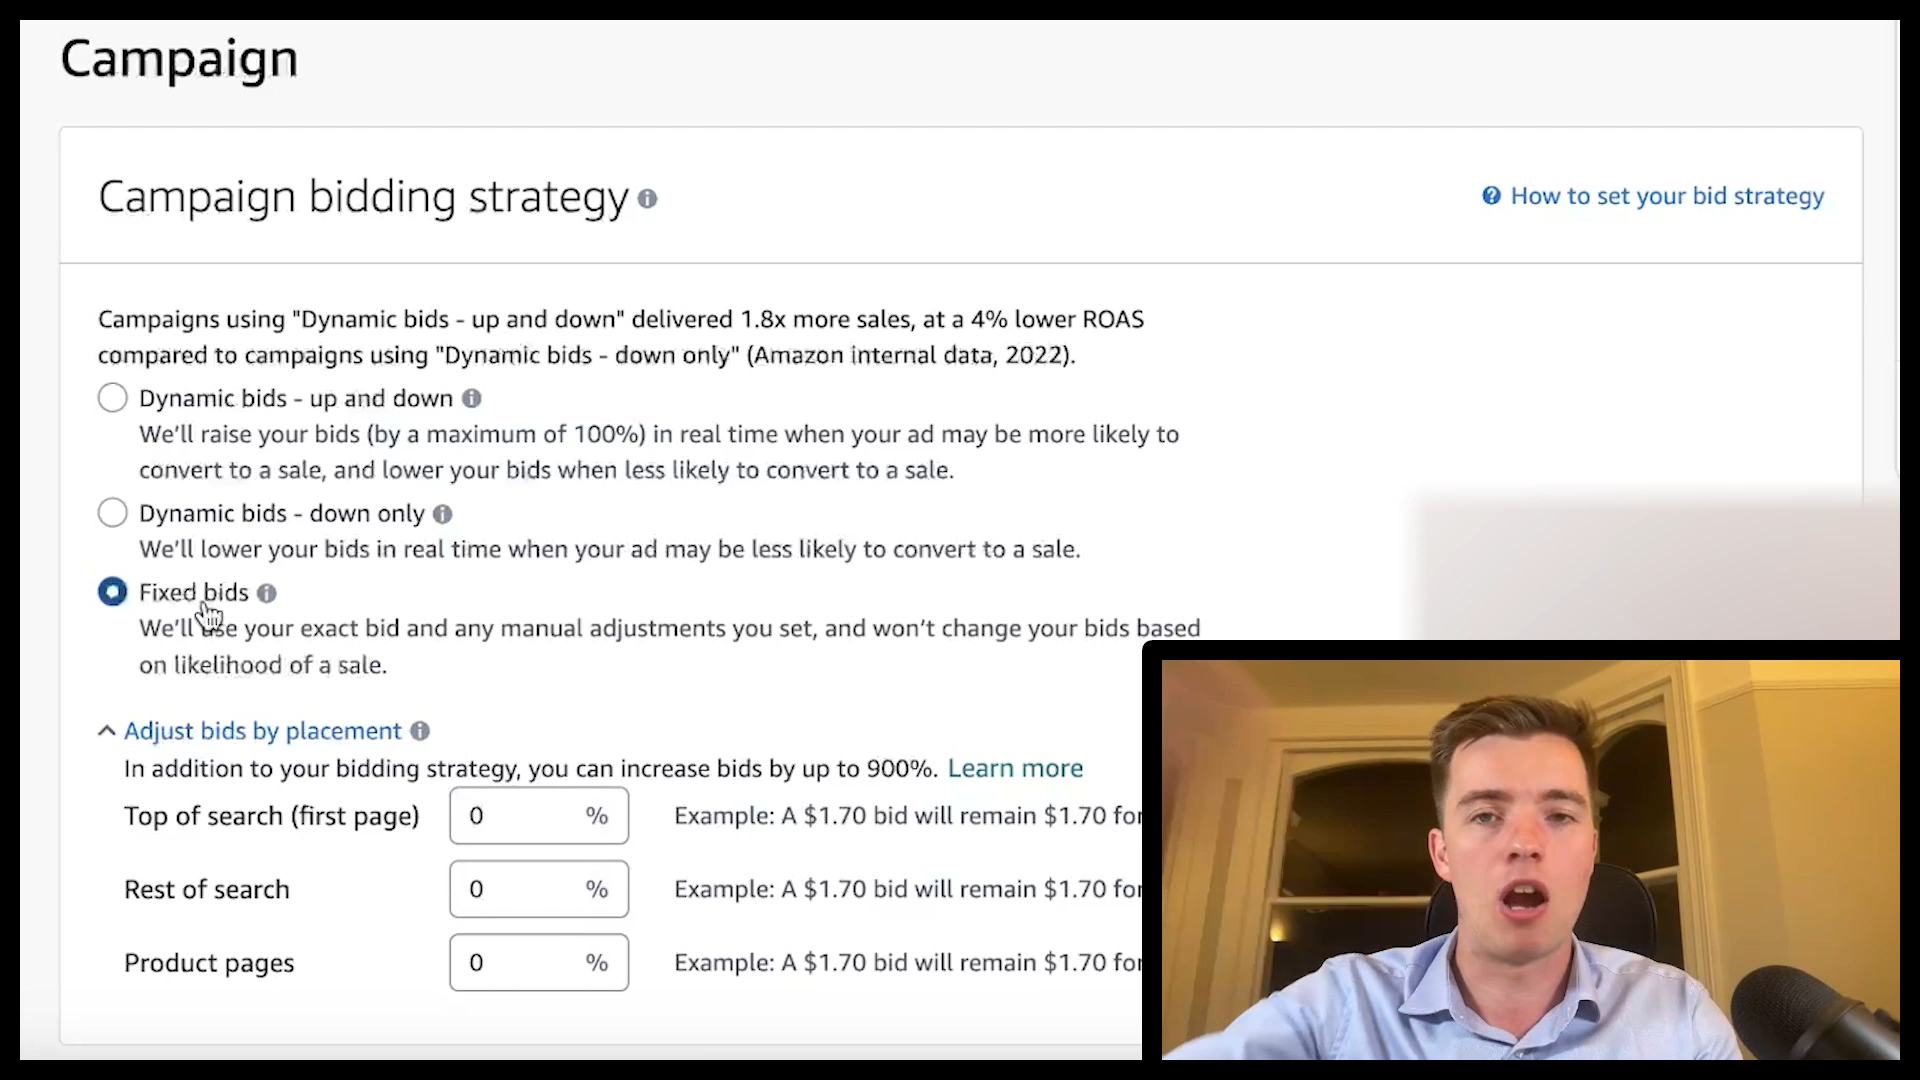 Campaign
Campaign bidding strategy
How to set your bid strategy
Campaigns using "Dynamic bids - up and down" delivered 1.8x more sales, at a 4% lower ROAS
compared to campaigns using "Dynamic bids - down only" (Amazon internal data, 2022).
Dynamic bids - up and down
We'll raise your bids (by a maximum of 100%) in real time when your ad may be more likely to
convert to a sale, and lower your bids when less likely to convert to a sale.
Dynamic bids - down only
We'll lower your bids in real time when your ad may be less likely to convert to a sale.
Fixed bids
We'll use your exact bid and any manual adjustments you set, and won't change your bids based
on likelihood of a sale.
Adjust bids by placement
In addition to your bidding strategy, you can increase bids by up to 900%. Learn more
Top of search (first page) 0 % Example: A $1.70 bid will remain $1.70 for
Rest of search 0 % Example: A $1.70 bid will remain $1.70 for
Product pages 0 % Example: A $1.70 bid will remain $1.70 for